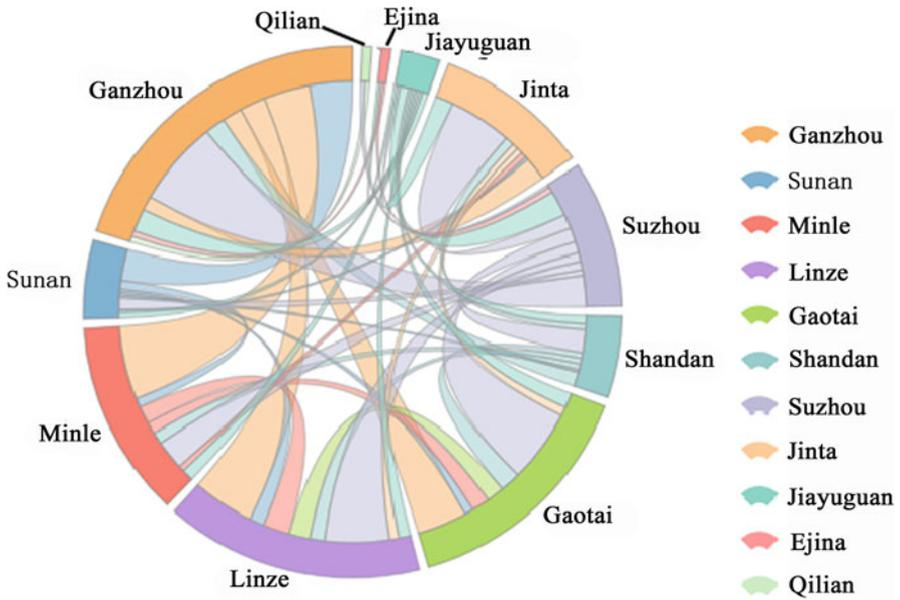 Qilian
Ejina
Jiayuguan
Jinta
Suzhou
Shandan
Gaotai
Linze
Minle
Sunan
Ganzhou
Ganzhou
Sunan
Minle
Linze
Gaotai
Shandan
Suzhou
Jinta
Jiayuguan
Ejina
Qilian